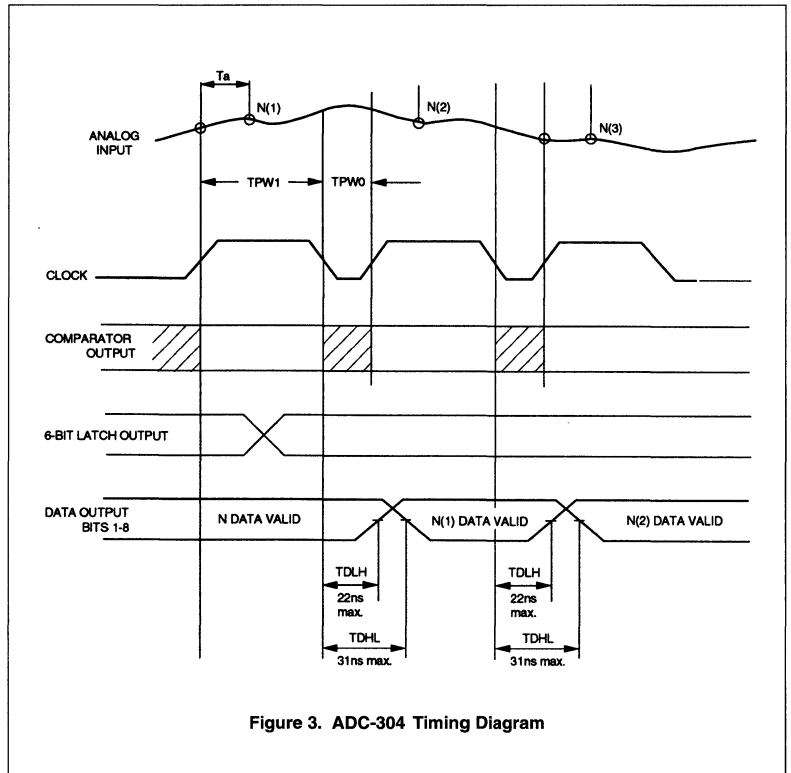 Ta
N(1)
N(2)
N(3)
ANALOG
INPUT
TPW1
TPW0
CLOCK
COMPARATOR
OUTPUT
6-BIT LATCH OUTPUT
DATA OUTPUT
BITS 1-8
N DATA VALID
N(1) DATA VALID
N(2) DATA VALID
TDLH
22ns
max.
TDLH
22ns
max.
TDHL
31ns max.
TDHL
31ns max.
Figure 3. ADC-304 Timing Diagram